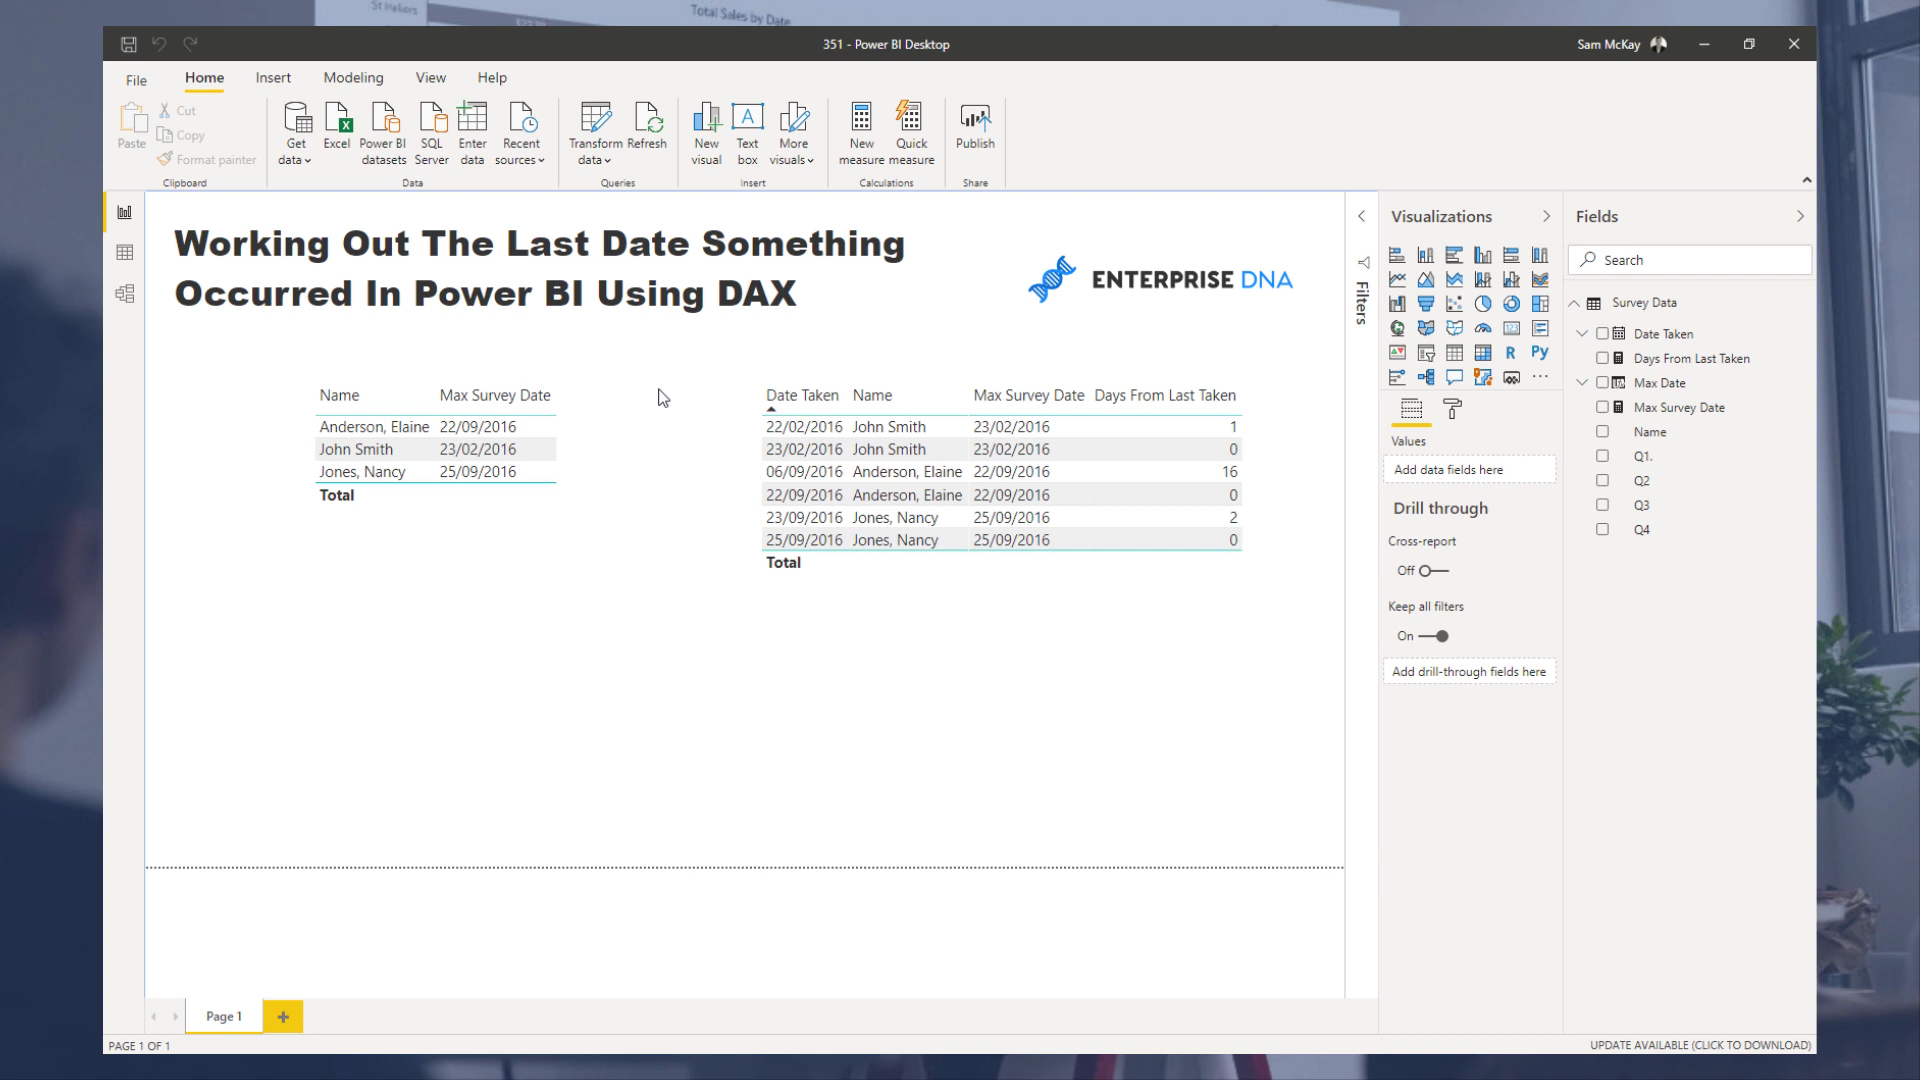 St Heliers
Total Sales by Date
351 - Power BI Desktop
Sam McKay
File
Home
Insert
Modeling
View
Help
Paste
Cut
Copy
Format painter
Clipboard
Get data
Excel
Power BI datasets
SQL Server
Enter data
Recent sources
Data
Transform data
Refresh
Queries
New visual
A
Text box
More visuals
Insert
New measure
Quick measure
Calculations
Publish
Share
Working Out The Last Date Something
Occurred In Power BI Using DAX
ENTERPRISE DNA
Name Max Survey Date
Anderson, Elaine 22/09/2016
John Smith 23/02/2016
Jones, Nancy 25/09/2016
Total
Date Taken Name Max Survey Date Days From Last Taken
22/02/2016 John Smith 23/02/2016 1
23/02/2016 John Smith 23/02/2016 0
06/09/2016 Anderson, Elaine 22/09/2016 16
22/09/2016 Anderson, Elaine 22/09/2016 0
23/09/2016 Jones, Nancy 25/09/2016 2
25/09/2016 Jones, Nancy 25/09/2016 0
Total
Filters
Visualizations
R
Py
Values
Add data fields here
Drill through
Cross-report
Off
Keep all filters
On
Add drill-through fields here
Fields
Search
Survey Data
Date Taken
Days From Last Taken
Max Date
Max Survey Date
Name
Q1.
Q2
Q3
Q4
Page 1
PAGE 1 OF 1
UPDATE AVAILABLE (CLICK TO DOWNLOAD)